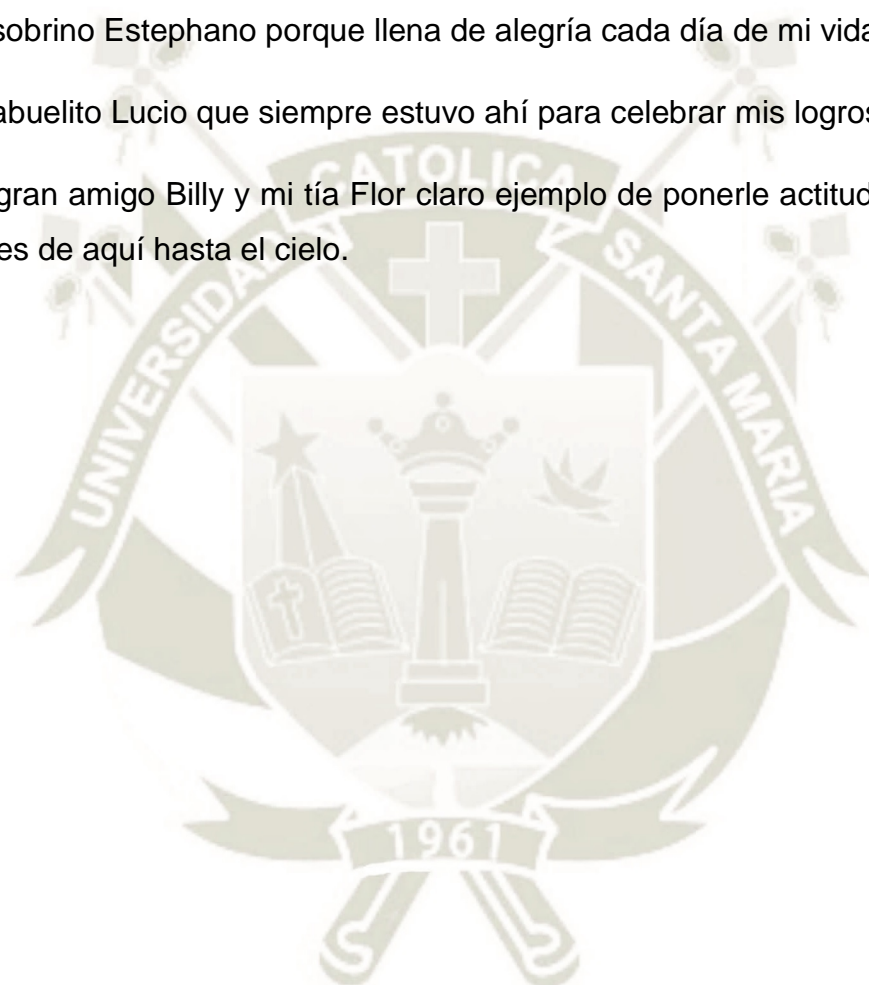 sobrino Estephano porque llena de alegría cada día de mi vida
abuelito Lucio que siempre estuvo ahí para celebrar mis logros
gran amigo Billy y mi tía Flor claro ejemplo de ponerle actitud
es de aquí hasta el cielo.
UNIVERSIDAD CATOLICA SANTA MARIA
1961